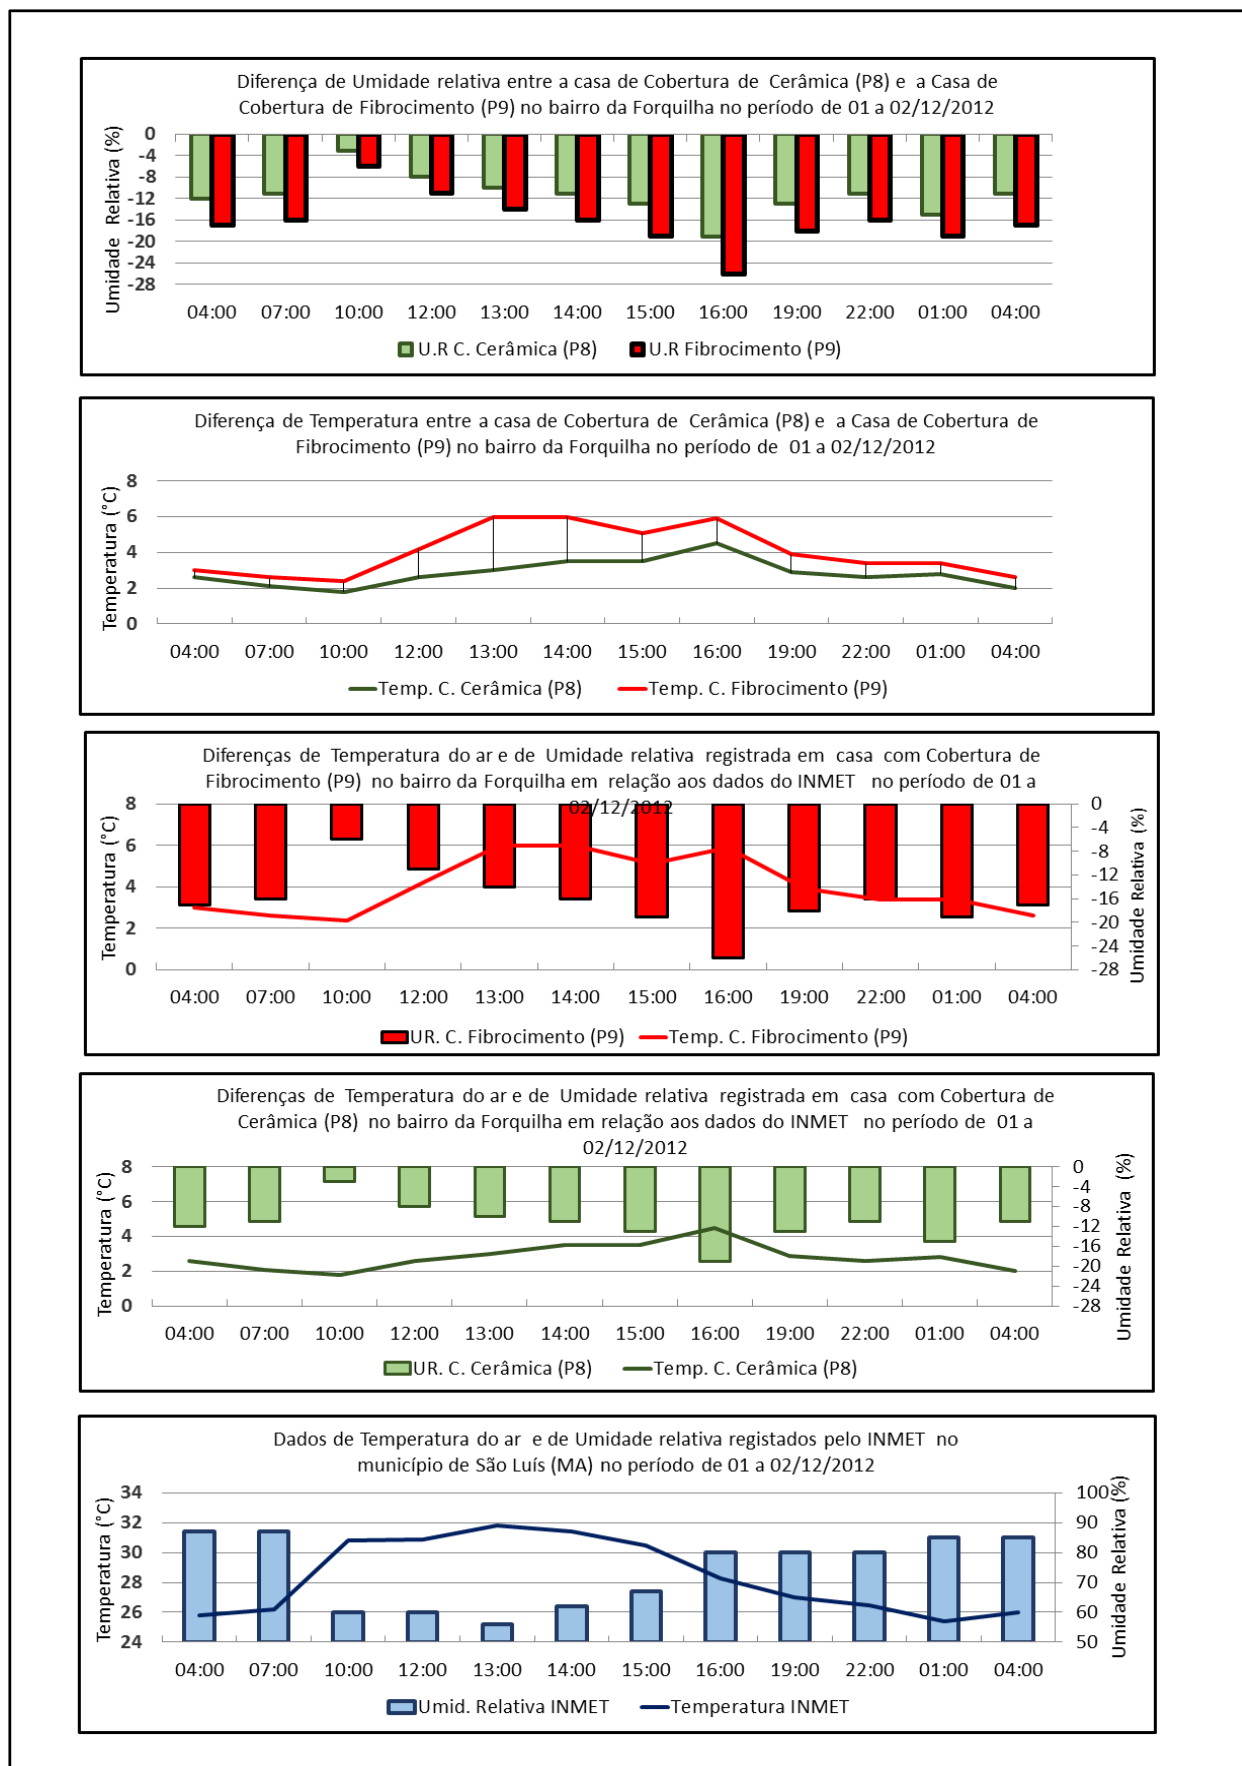 Diferença de Umidade relativa entre a casa de Cobertura de Cerâmica (P8) e a Casa de
Cobertura de Fibrocimento (P9) no bairro da Forquilha no período de 01 a 02/12/2012
Umidade Relativa (%)
0
-4
-8
-12
-16
-20
-24
-28
04:00 07:00 10:00 12:00 13:00 14:00 15:00 16:00 19:00 22:00 01:00 04:00
U.R C. Cerâmica (P8) U.R Fibrocimento (P9)
Diferença de Temperatura entre a casa de Cobertura de Cerâmica (P8) e a Casa de Cobertura de
Fibrocimento (P9) no bairro da Forquilha no período de 01 a 02/12/2012
Temperatura (°C)
8
6
4
2
0
04:00 07:00 10:00 12:00 13:00 14:00 15:00 16:00 19:00 22:00 01:00 04:00
Temp. C. Cerâmica (P8) Temp. C. Fibrocimento (P9)
Diferenças de Temperatura do ar e de Umidade relativa registrada em casa com Cobertura de
Fibrocimento (P9) no bairro da Forquilha em relação aos dados do INMET no período de 01 a
02/12/2012
Temperatura (°C)
8
6
4
2
0
0
-4
-8
-12
-16
-20
-24
-28
Umidade Relativa (%)
04:00 07:00 10:00 12:00 13:00 14:00 15:00 16:00 19:00 22:00 01:00 04:00
UR. C. Fibrocimento (P9) Temp. C. Fibrocimento (P9)
Diferenças de Temperatura do ar e de Umidade relativa registrada em casa com Cobertura de
Cerâmica (P8) no bairro da Forquilha em relação aos dados do INMET no período de 01 a
02/12/2012
Temperatura (°C)
8
6
4
2
0
0
-4
-8
-12
-16
-20
-24
-28
Umidade Relativa (%)
04:00 07:00 10:00 12:00 13:00 14:00 15:00 16:00 19:00 22:00 01:00 04:00
UR. C. Cerâmica (P8) Temp. C. Cerâmica (P8)
Dados de Temperatura do ar e de Umidade relativa registados pelo INMET no
município de São Luís (MA) no período de 01 a 02/12/2012
Temperatura (°C)
34
32
30
28
26
24
100
90
80
70
60
50
Umidade Relativa (%)
04:00 07:00 10:00 12:00 13:00 14:00 15:00 16:00 19:00 22:00 01:00 04:00
Umid. Relativa INMET Temperatura INMET